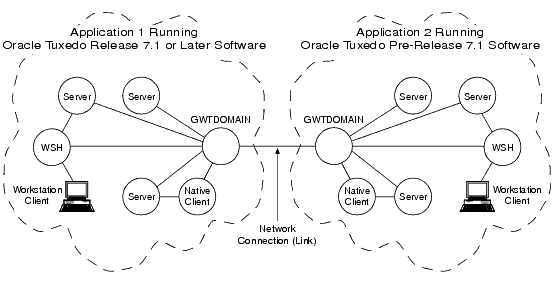 Application 1 Running
Oracle Tuxedo Release 7.1 or Later Software
Application 2 Running
Oracle Tuxedo Pre-Release 7.1 Software
Server
Server
GWTDOMAIN
WSH
Workstation
Client
Server
Native
Client
GWTDOMAIN
Server
Server
WSH
Native
Client
Server
Workstation
Client
Network
Connection (Link)